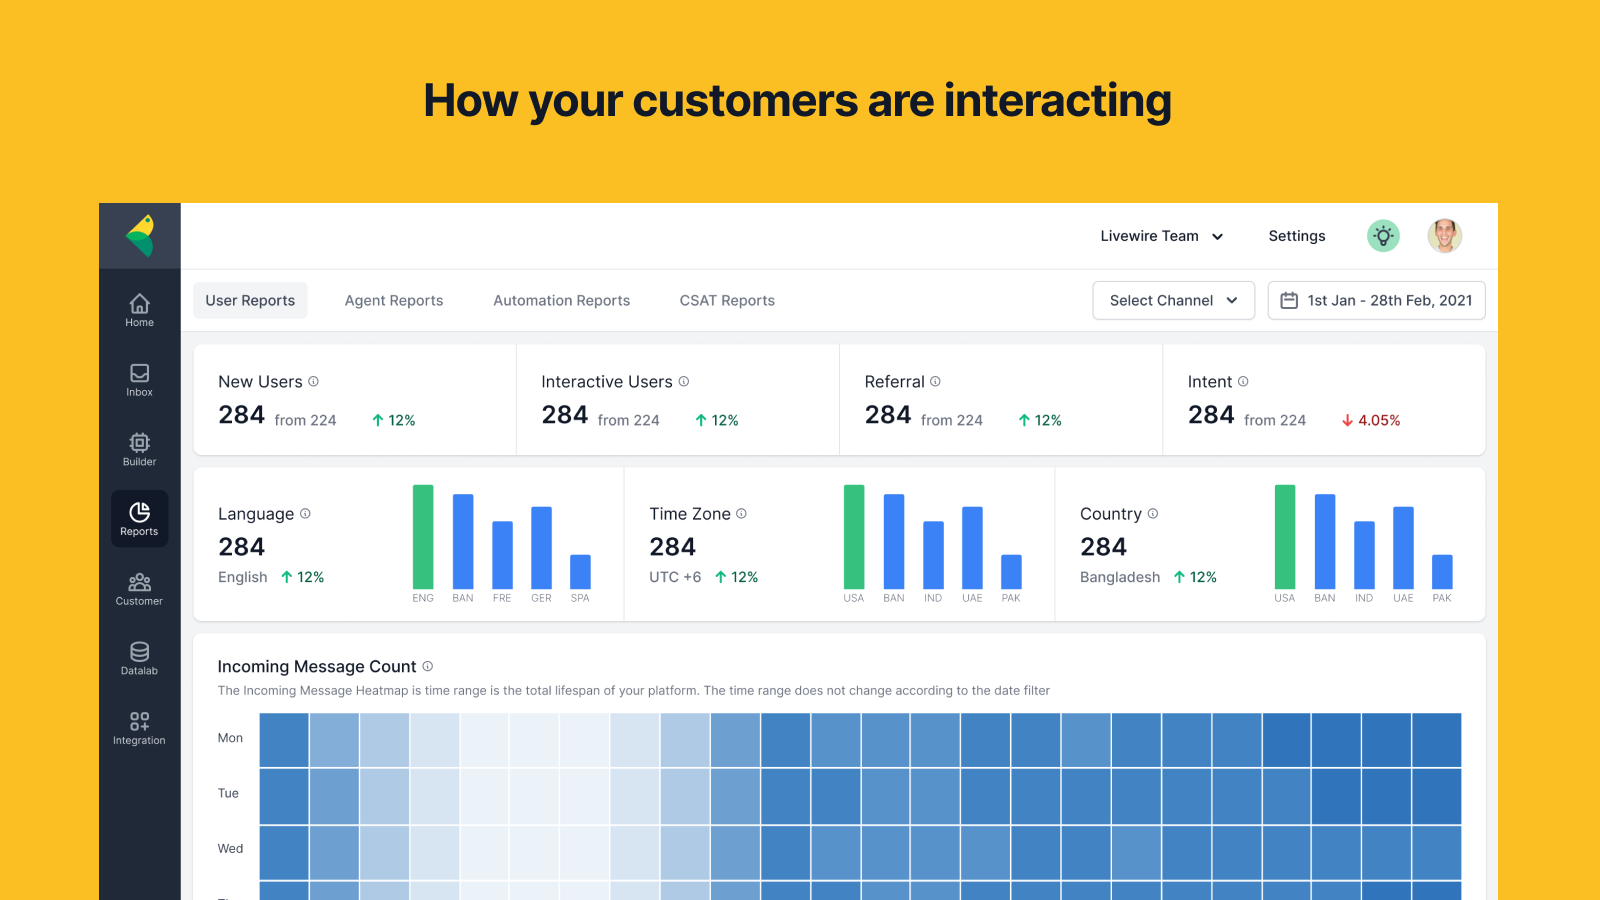 How your customers are interacting
Livewire Team
Settings
User Reports
Agent Reports
Automation Reports
CSAT Reports
Select Channel
1st Jan - 28th Feb, 2021
Home
Inbox
Builder
Reports
Customer
Datalab
Integration
New Users
284 from 224 12%
Interactive Users
284 from 224 12%
Referral
284 from 224 12%
Intent
284 from 224 4.05%
Language
284
English 12%
ENG BAN FRE GER SPA
Time Zone
284
UTC +6 12%
USA BAN IND UAE PAK
Country
284
Bangladesh 12%
USA BAN IND UAE PAK
Incoming Message Count
The Incoming Message Heatmap is time range is the total lifespan of your platform. The time range does not change according to the date filter
Mon
Tue
Wed